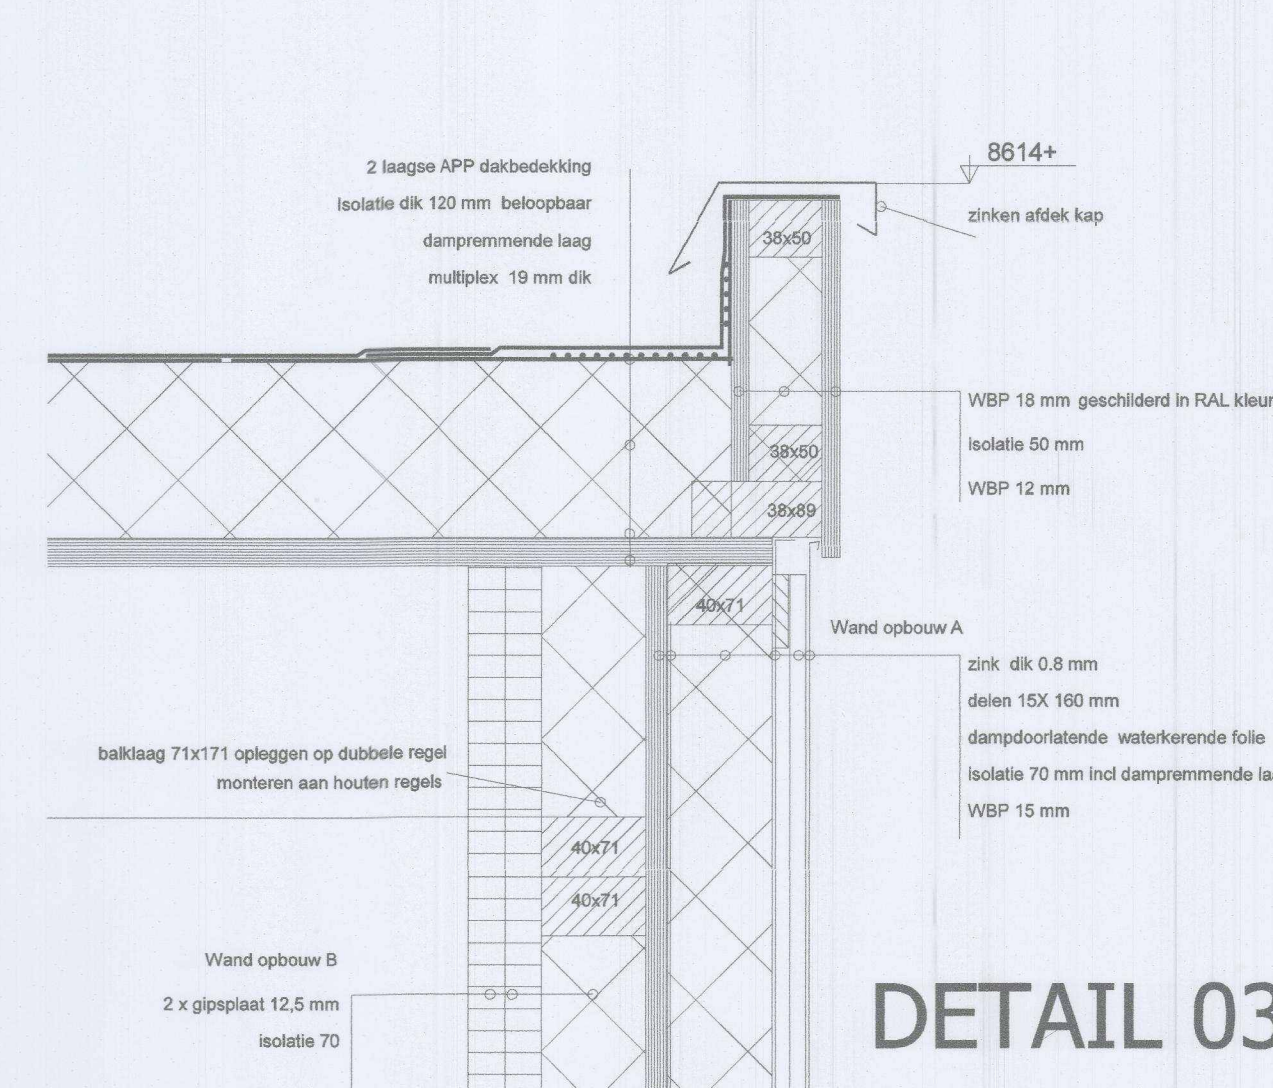 2 laagse APP dakbedekking
isolatie dik 120 mm beloopbaar
dampremmende laag
multiplex 19 mm dik
8614+
zinken afdek kap
38x50
WBP 18 mm geschilderd in RAL kleur
isolatie 50 mm
WBP 12 mm
38x50
38x89
40x71
Wand opbouw A
zink dik 0.8 mm
delen 15X 160 mm
dampdoorlatende waterkerende folie
isolatie 70 mm incl dampremmende la
WBP 15 mm
balklaag 71x171 opleggen op dubbele regel
monteren aan houten regels
40x71
40x71
Wand opbouw B
2 x gipsplaat 12,5 mm
isolatie 70
DETAIL 03